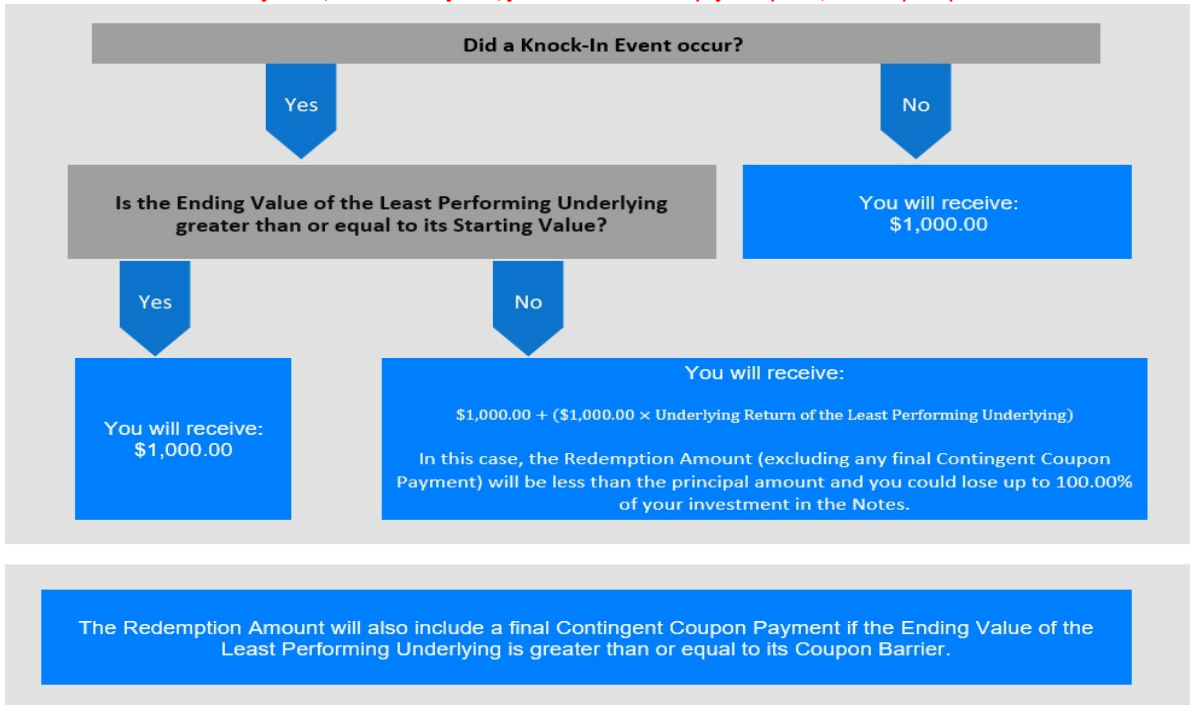 Did a Knock-In Event occur?
Yes
No
Is the Ending Value of the Least Performing Underlying
greater than or equal to its Starting Value?
You will receive:
$1,000.00
Yes
No
You will receive:
$1,000.00
You will receive:
$1,000.00 + ($1,000.00 × Underlying Return of the Least Performing Underlying)
In this case, the Redemption Amount (excluding any final Contingent Coupon
Payment) will be less than the principal amount and you could lose up to 100.00%
of your investment in the Notes.
The Redemption Amount will also include a final Contingent Coupon Payment if the Ending Value of the
Least Performing Underlying is greater than or equal to its Coupon Barrier.